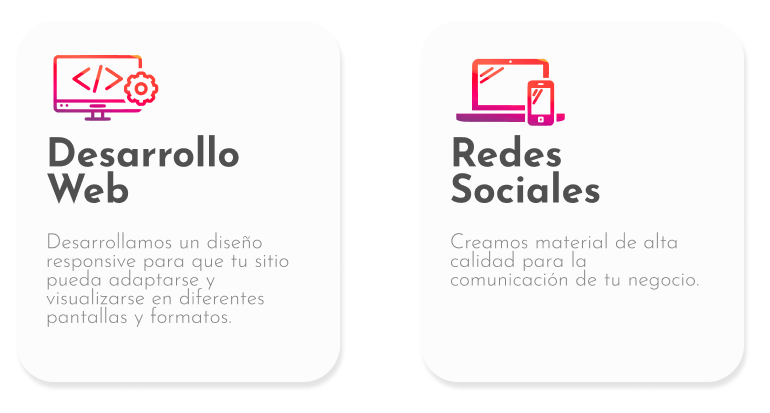 Desarrollo
Web
Desarrollamos un diseño
responsive para que tu sitio
pueda adaptarse y
visualizarse en diferentes
pantallas y formatos.
Redes
Sociales
Creamos material de alta
calidad para la
comunicación de tu negocio.